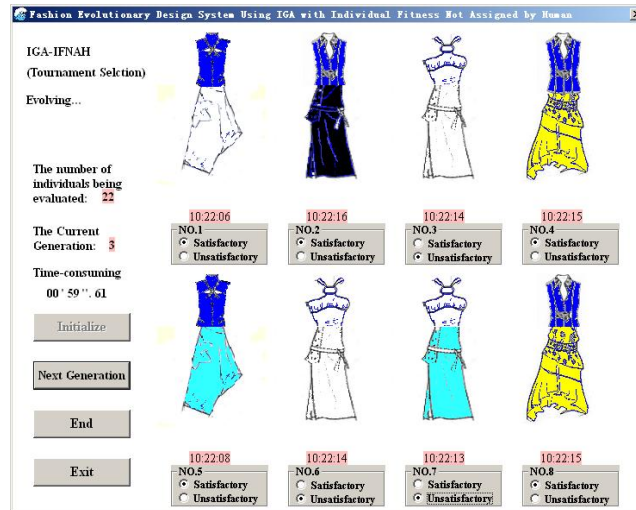 Fashion Evolutionary Design System Using IGA with Individual Fitness Not Assigned by Human
IGA-IFNAH
(Tournament Selction)
Evolving...
The number of
individuals being
evaluated: 22
The Current
Generation: 3
Time-consuming
00 ' 59 ''. 61
Initialize
Next Generation
End
Exit
10:22:06
NO.1
Satisfactory
Unsatisfactory
10:22:16
NO.2
Satisfactory
Unsatisfactory
10:22:14
NO.3
Satisfactory
Unsatisfactory
10:22:15
NO.4
Satisfactory
Unsatisfactory
10:22:08
NO.5
Satisfactory
Unsatisfactory
10:22:14
NO.6
Satisfactory
Unsatisfactory
10:22:13
NO.7
Satisfactory
Unsatisfactory
10:22:15
NO.8
Satisfactory
Unsatisfactory